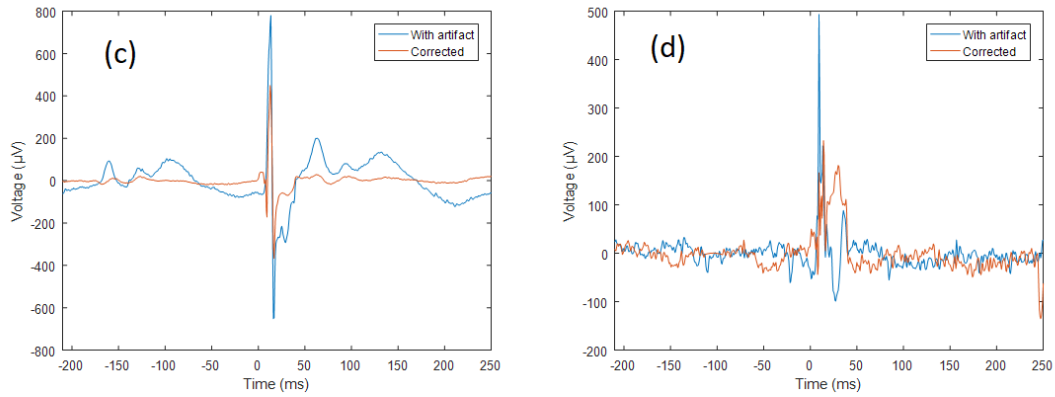 (c)
With artifact
Corrected
800
600
400
200
0
-200
-400
-600
-800
Voltage (µV)
-200 -150 -100 -50 0 50 100 150 200 250
Time (ms)
(d)
With artifact
Corrected
500
400
300
200
100
0
-100
-200
Voltage (µV)
-200 -150 -100 -50 0 50 100 150 200 250
Time (ms)